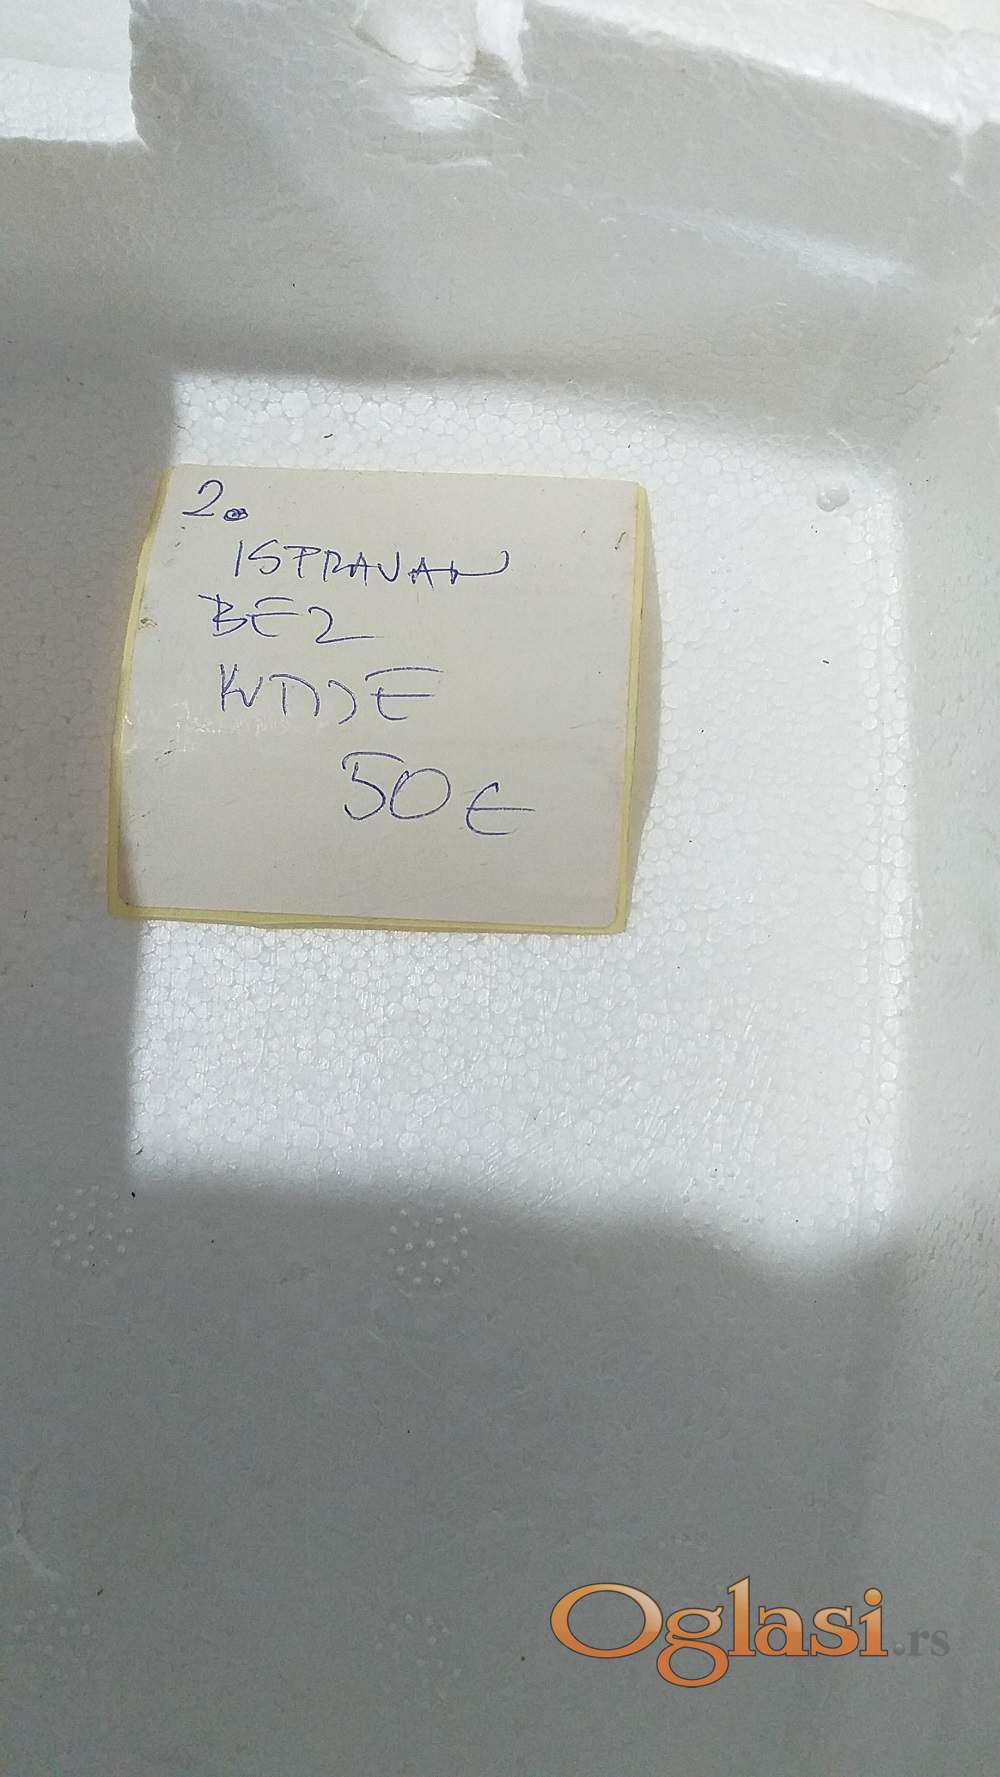 2.
ISPRAVAN
BEZ
KUTIJE
50€
Oglasi.rs